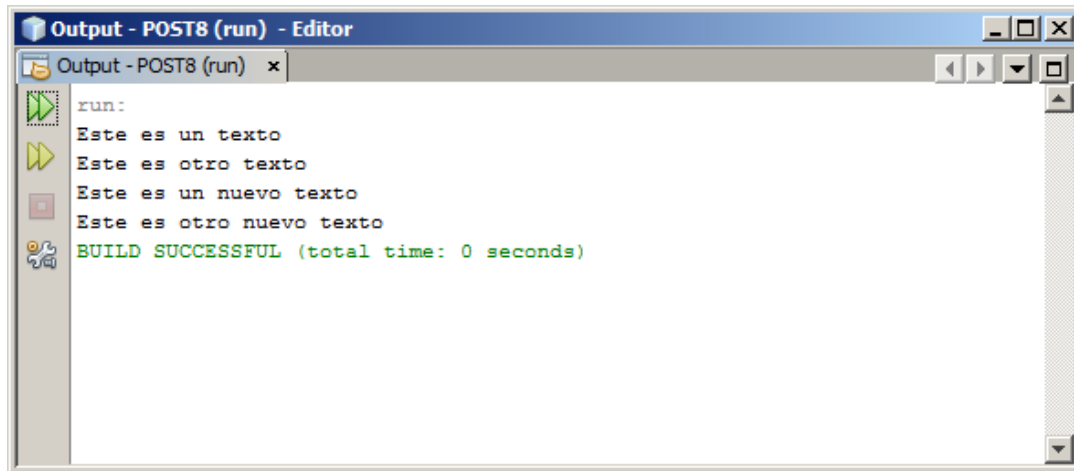 Output - POST8 (run) - Editor
Output - POST8 (run)
run:
Este es un texto
Este es otro texto
Este es un nuevo texto
Este es otro nuevo texto
BUILD SUCCESSFUL (total time: 0 seconds)